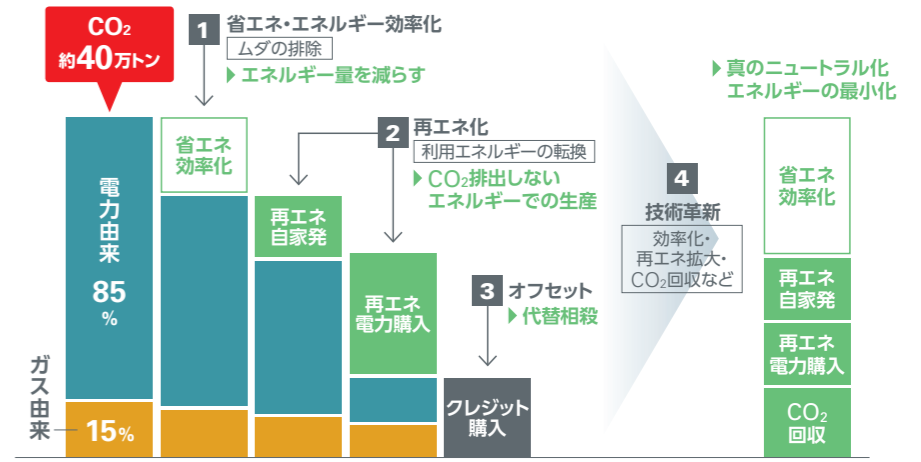 CO₂
約40万トン
1
省エネ・エネルギー効率化
ムダの排除
エネルギー量を減らす
電力由来
85
%
ガス由来
15%
省エネ
効率化
再エネ
自家発
2
再エネ化
利用エネルギーの転換
CO₂排出しない
エネルギーでの生産
再エネ
電力購入
3
オフセット
代替相殺
クレジット
購入
4
技術革新
効率化・
再エネ拡大・
CO₂回収など
真のニュートラル化
エネルギーの最小化
省エネ
効率化
再エネ
自家発
再エネ
電力購入
CO₂
回収